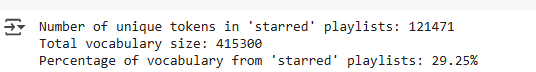 Number of unique tokens in 'starred' playlists: 121471
Total vocabulary size: 415300
Percentage of vocabulary from 'starred' playlists: 29.25%